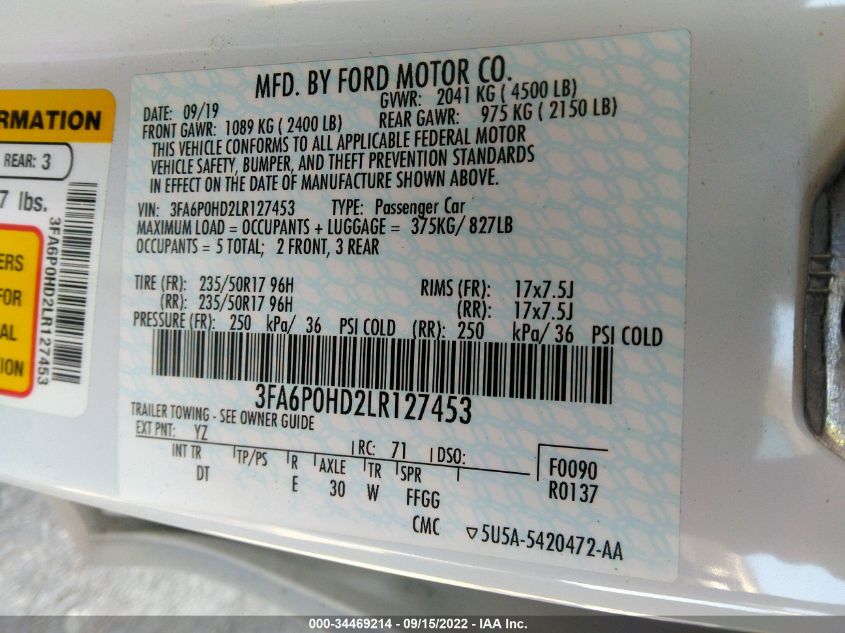 MFD. BY FORD MOTOR CO.
DATE: 09/19 GVWR: 2041 KG ( 4500 LB)
FRONT GAWR: 1089 KG ( 2400 LB) REAR GAWR: 975 KG ( 2150 LB)
THIS VEHICLE CONFORMS TO ALL APPLICABLE FEDERAL MOTOR
VEHICLE SAFETY, BUMPER, AND THEFT PREVENTION STANDARDS
IN EFFECT ON THE DATE OF MANUFACTURE SHOWN ABOVE.
VIN: 3FA6P0HD2LR127453 TYPE: Passenger Car
MAXIMUM LOAD = OCCUPANTS + LUGGAGE = 375KG/ 827LB
OCCUPANTS = 5 TOTAL; 2 FRONT, 3 REAR
TIRE (FR): 235/50R17 96H RIMS (FR): 17x7.5J
(RR): 235/50R17 96H (RR): 17x7.5J
PRESSURE (FR): 250 kPa/ 36 PSI COLD (RR): 250 kPa/ 36 PSI COLD
3FA6P0HD2LR127453
TRAILER TOWING - SEE OWNER GUIDE
EXT PNT: YZ RC: 71 DSO:
INT TR TP/PS R AXLE TR SPR F0090
DT E 30 W FFGG R0137
CMC ▽5U5A-5420472-AA
RMATION
REAR: 3
7 lbs.
3FA6P0HD2LR127453
ERS
FOR
AL
ION
000-34469214 - 09/15/2022 - IAA Inc.